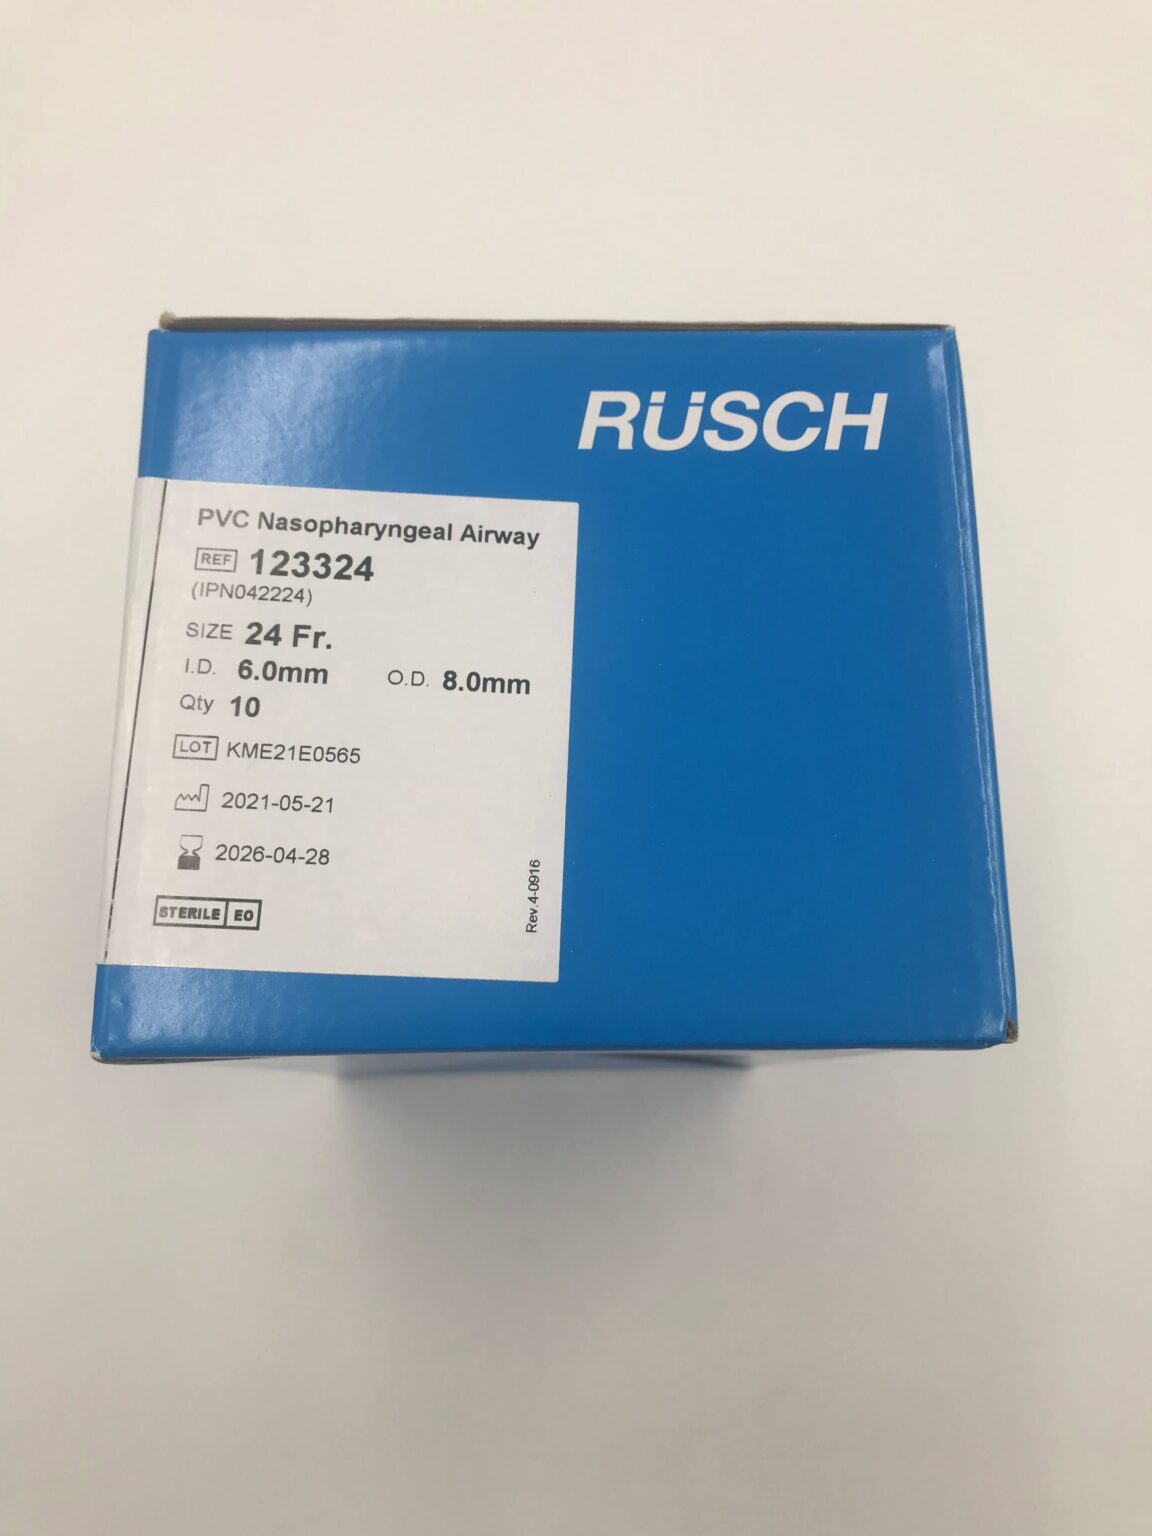 RÜSCH
PVC Nasopharyngeal Airway
REF 123324
(IPN042224)
SIZE 24 Fr.
I.D. 6.0mm O.D. 8.0mm
Qty 10
LOT KME21E0565
2021-05-21
2026-04-28
STERILE EO
Rev.4-0916